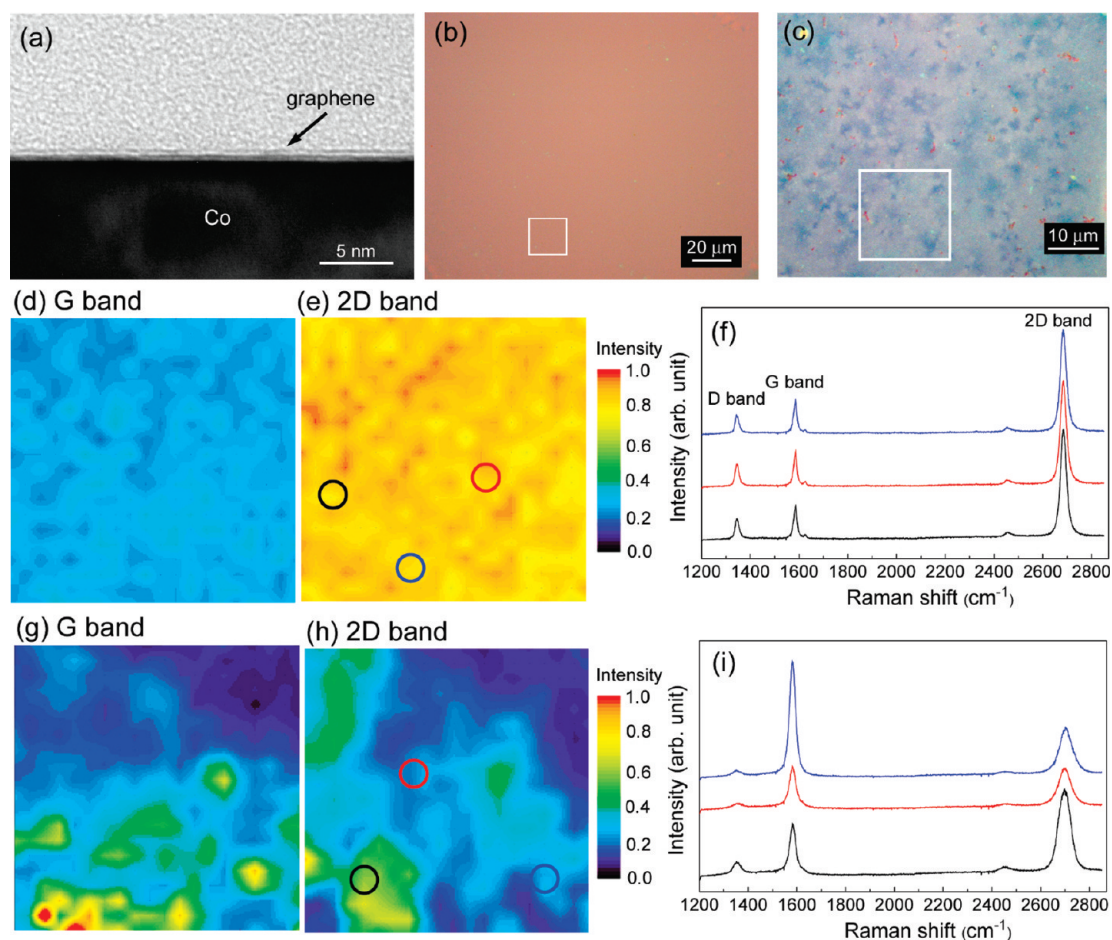 (a)
graphene
Co
5 nm
(b)
20 μm
(c)
10 μm
(d) G band
(e) 2D band
Intensity
1.0
0.8
0.6
0.4
0.2
0.0
(f)
D band
G band
2D band
Intensity (arb. unit)
1200 1400 1600 1800 2000 2200 2400 2600 2800
Raman shift (cm⁻¹)
(g) G band
(h) 2D band
Intensity
1.0
0.8
0.6
0.4
0.2
0.0
(i)
Intensity (arb. unit)
1200 1400 1600 1800 2000 2200 2400 2600 2800
Raman shift (cm⁻¹)